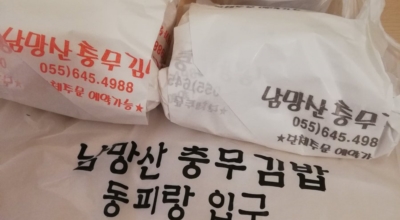 남망산 충무김
055)645.4988
★단체주문 예약가능★
055)645
남망산 충무
055)645.498
★단체주문 예약가
남망산 충무김밥
동피랑 입구